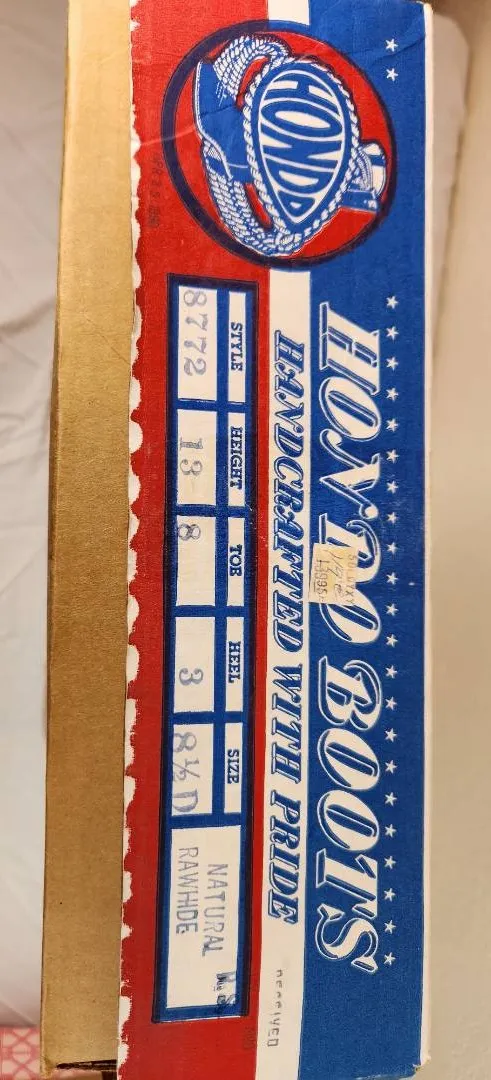 HONDO
HONDO BOOTS
HANDCRAFTED WITH PRIDE
STYLE HEIGHT TOE HEEL SIZE
8772 13 8 3 8½D
NATURAL
RAWHIDE
RECEIVED